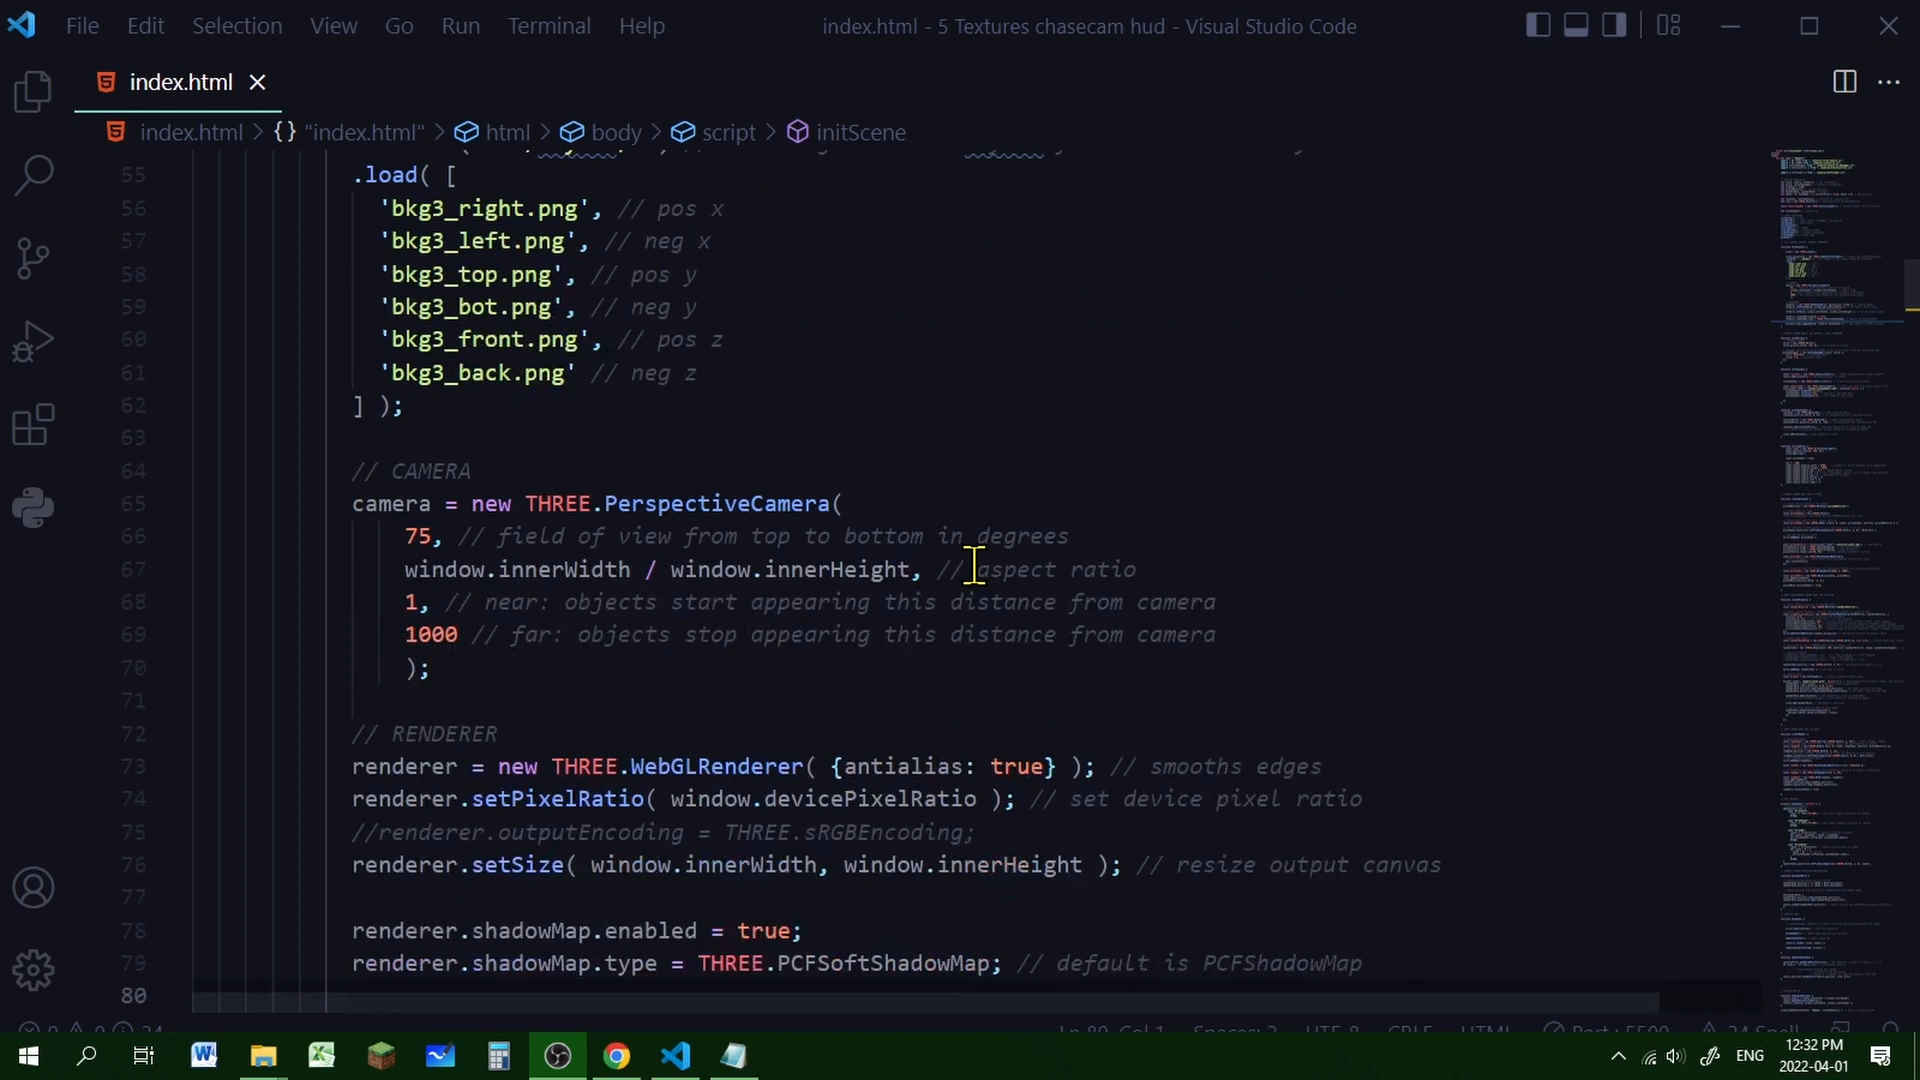 File Edit Selection View Go Run Terminal Help
index.html - 5 Textures chasecam hud - Visual Studio Code
index.html
index.html > {} "index.html" > html > body > script > initScene
55 .load( [
56 'bkg3_right.png', // pos x
57 'bkg3_left.png', // neg x
58 'bkg3_top.png', // pos y
59 'bkg3_bot.png', // neg y
60 'bkg3_front.png', // pos z
61 'bkg3_back.png' // neg z
62 ] );
63
64 // CAMERA
65 camera = new THREE.PerspectiveCamera(
66 75, // field of view from top to bottom in degrees
67 window.innerWidth / window.innerHeight, // aspect ratio
68 1, // near: objects start appearing this distance from camera
69 1000 // far: objects stop appearing this distance from camera
70 );
71
72 // RENDERER
73 renderer = new THREE.WebGLRenderer( {antialias: true} ); // smooths edges
74 renderer.setPixelRatio( window.devicePixelRatio ); // set device pixel ratio
75 //renderer.outputEncoding = THREE.sRGBEncoding;
76 renderer.setSize( window.innerWidth, window.innerHeight ); // resize output canvas
77
78 renderer.shadowMap.enabled = true;
79 renderer.shadowMap.type = THREE.PCFSoftShadowMap; // default is PCFShadowMap
80
ENG
12:32 PM
2022-04-01